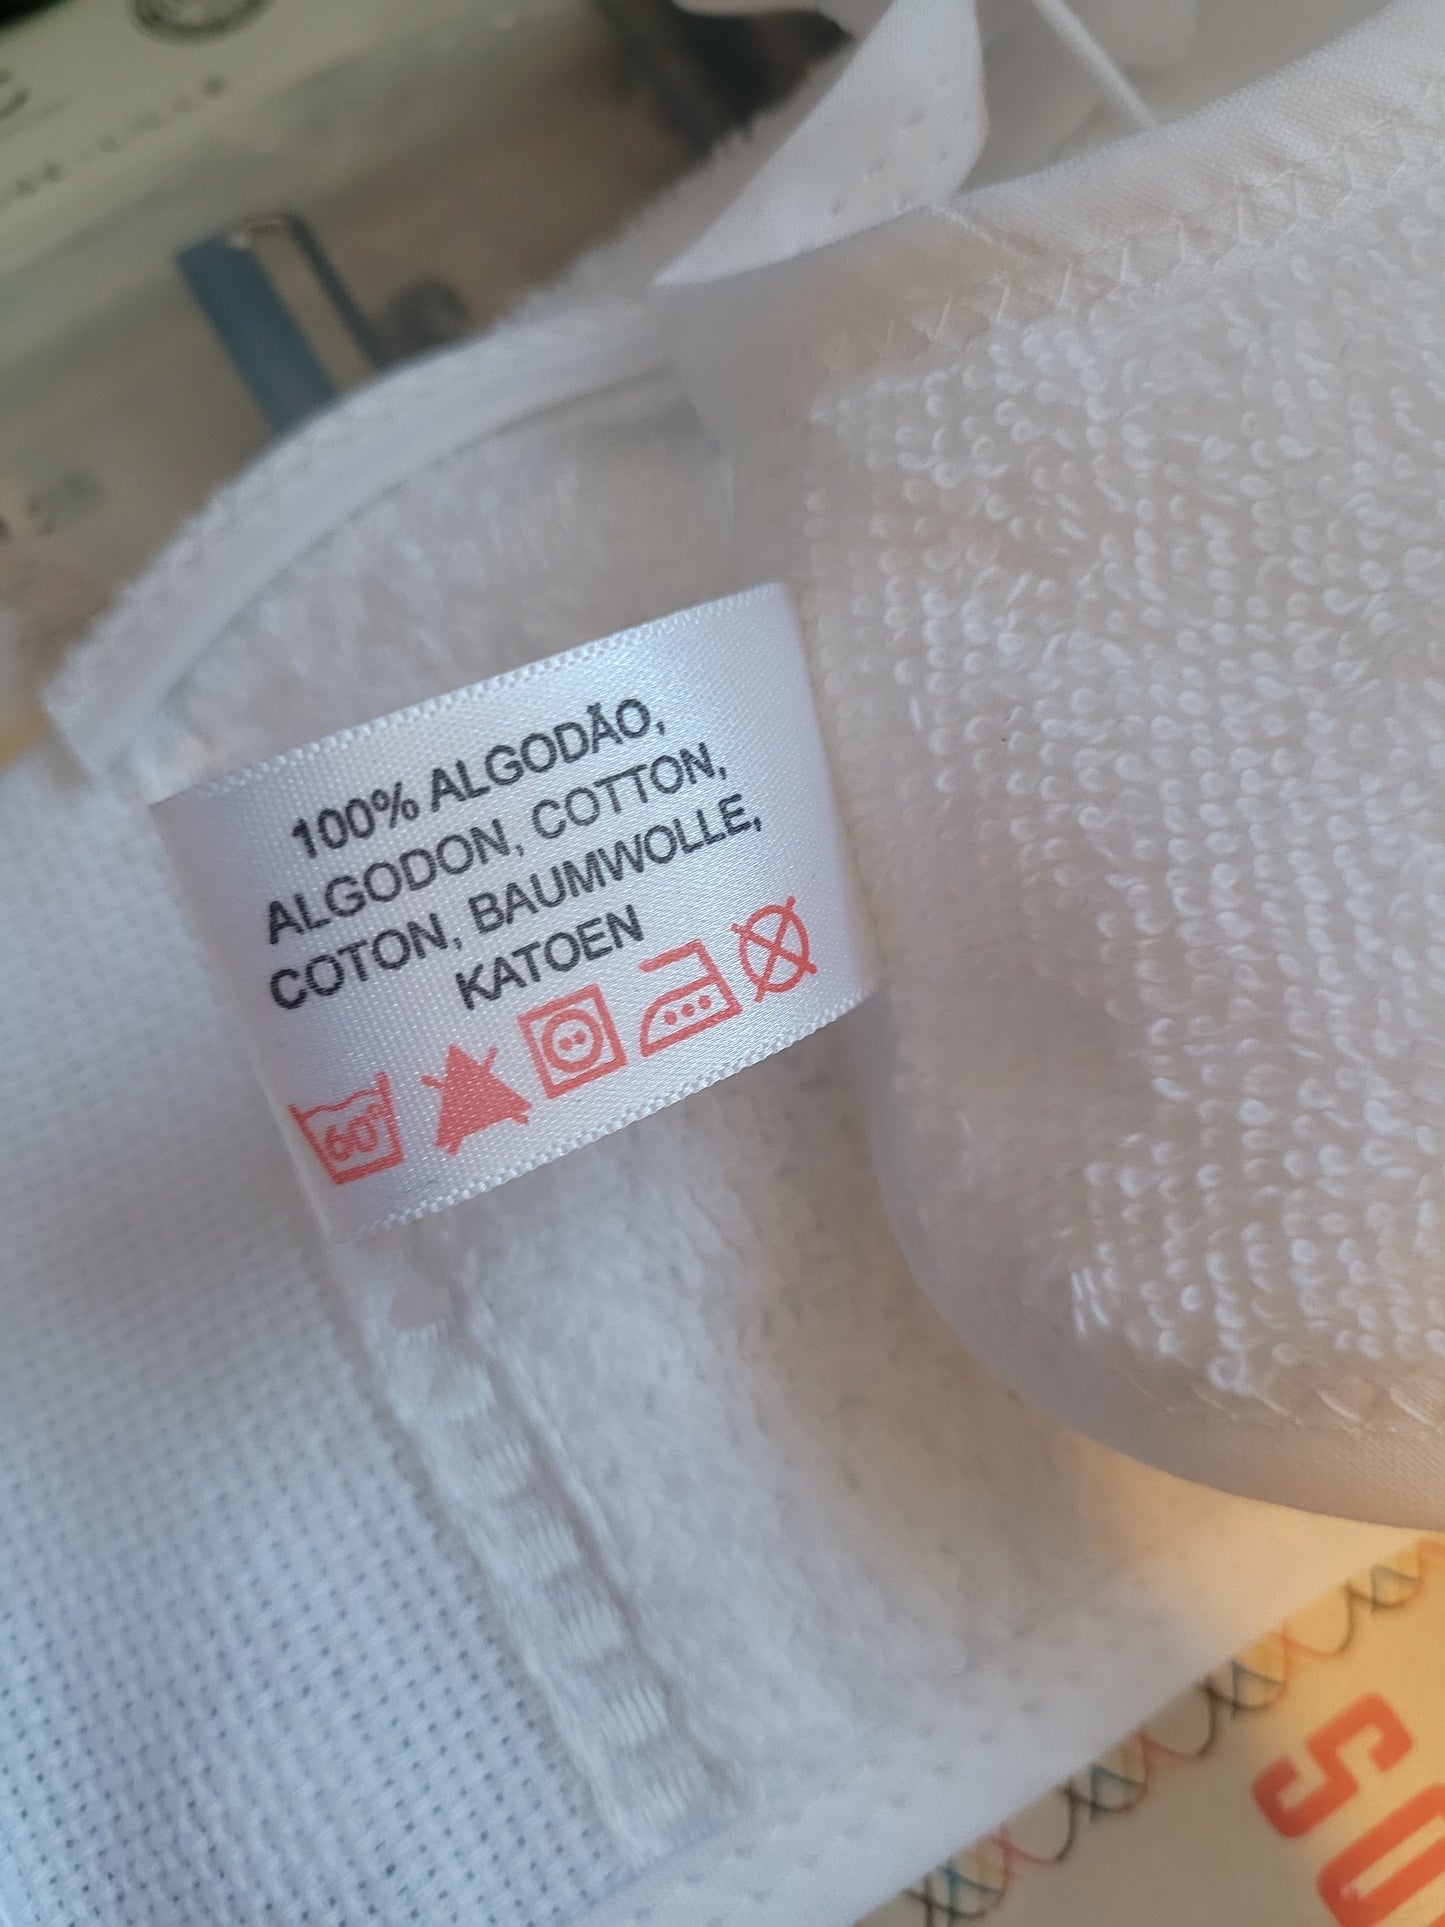 100% ALGODÃO,
ALGODON, COTTON,
COTON, BAUMWOLLE,
KATOEN
60°